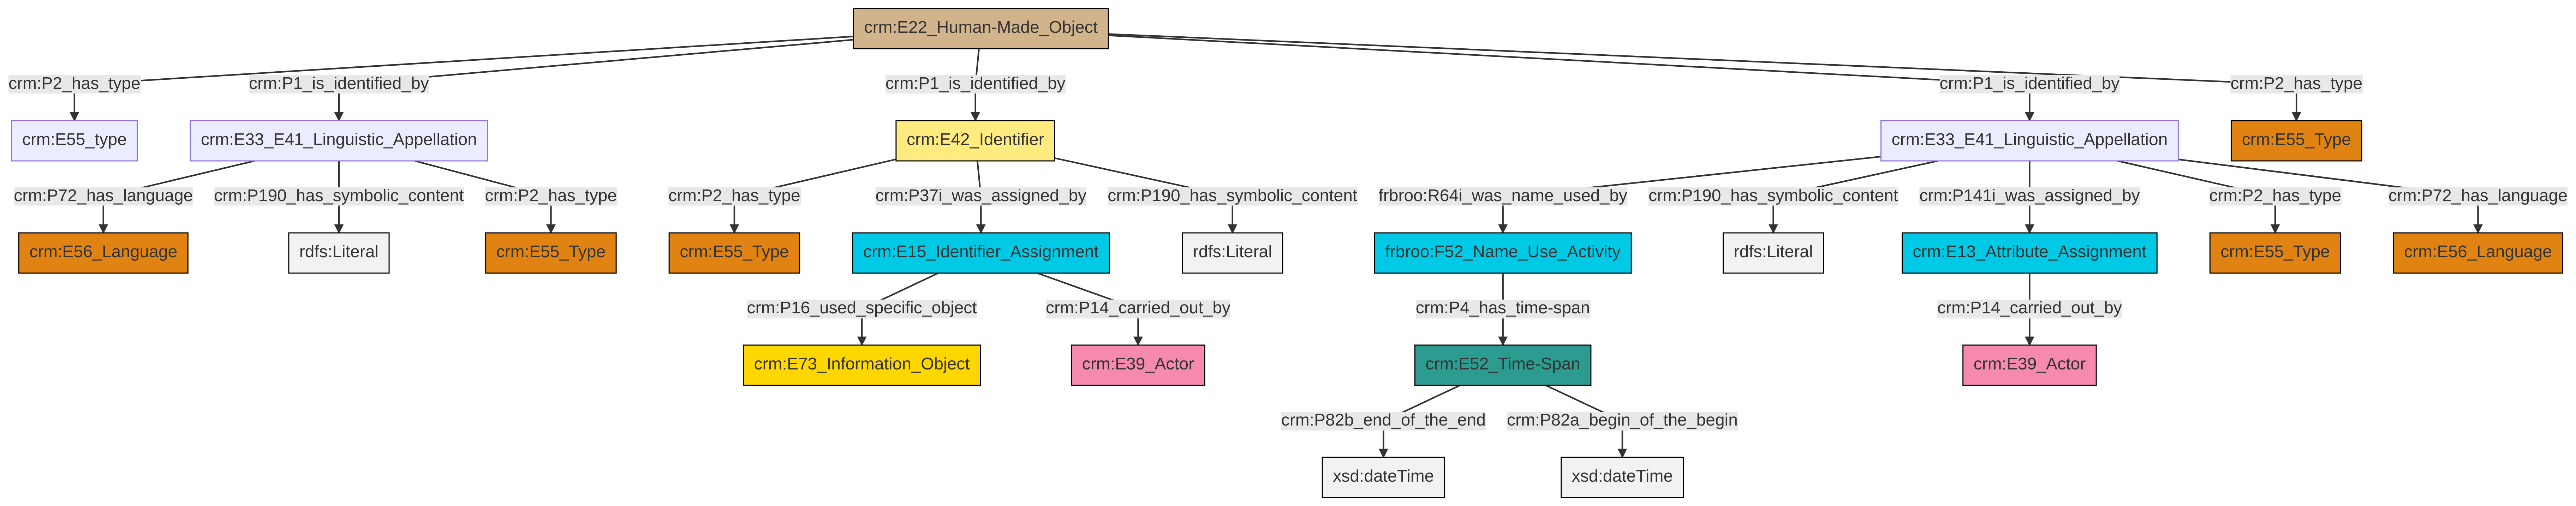 crm:E22_Human-Made_Object
crm:P2_has_type
crm:P1_is_identified_by
crm:P1_is_identified_by
crm:P1_is_identified_by
crm:P2_has_type
crm:E55_type
crm:E33_E41_Linguistic_Appellation
crm:E42_Identifier
crm:E33_E41_Linguistic_Appellation
crm:E55_Type
crm:P72_has_language
crm:P190_has_symbolic_content
crm:P2_has_type
crm:P2_has_type
crm:P37i_was_assigned_by
crm:P190_has_symbolic_content
frbroo:R64i_was_name_used_by
crm:P190_has_symbolic_content
crm:P141i_was_assigned_by
crm:P2_has_type
crm:P72_has_language
crm:E56_Language
rdfs:Literal
crm:E55_Type
crm:E55_Type
crm:E15_Identifier_Assignment
rdfs:Literal
frbroo:F52_Name_Use_Activity
rdfs:Literal
crm:E13_Attribute_Assignment
crm:E55_Type
crm:E56_Language
crm:P16_used_specific_object
crm:P14_carried_out_by
crm:P4_has_time-span
crm:P14_carried_out_by
crm:E73_Information_Object
crm:E39_Actor
crm:E52_Time-Span
crm:E39_Actor
crm:P82b_end_of_the_end
crm:P82a_begin_of_the_begin
xsd:dateTime
xsd:dateTime